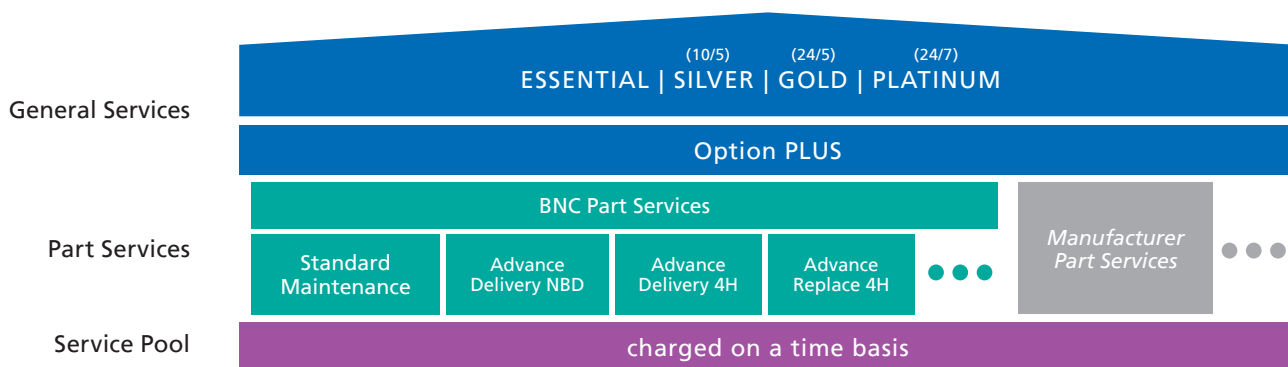 (10/5) (24/5) (24/7)
ESSENTIAL | SILVER | GOLD | PLATINUM
General Services
Option PLUS
BNC Part Services
Part Services
Standard
Maintenance
Advance
Delivery NBD
Advance
Delivery 4H
Advance
Replace 4H
Manufacturer
Part Services
Service Pool
charged on a time basis